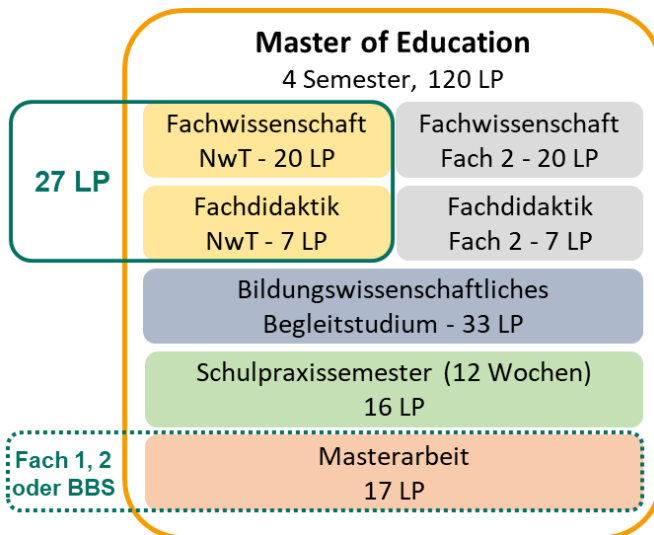 Master of Education
4 Semester, 120 LP
27 LP
Fachwissenschaft
NwT - 20 LP
Fachwissenschaft
Fach 2 - 20 LP
Fachdidaktik
NwT - 7 LP
Fachdidaktik
Fach 2 - 7 LP
Bildungswissenschaftliches
Begleitstudium - 33 LP
Schulpraxissemester (12 Wochen)
16 LP
Fach 1, 2
oder BBS
Masterarbeit
17 LP